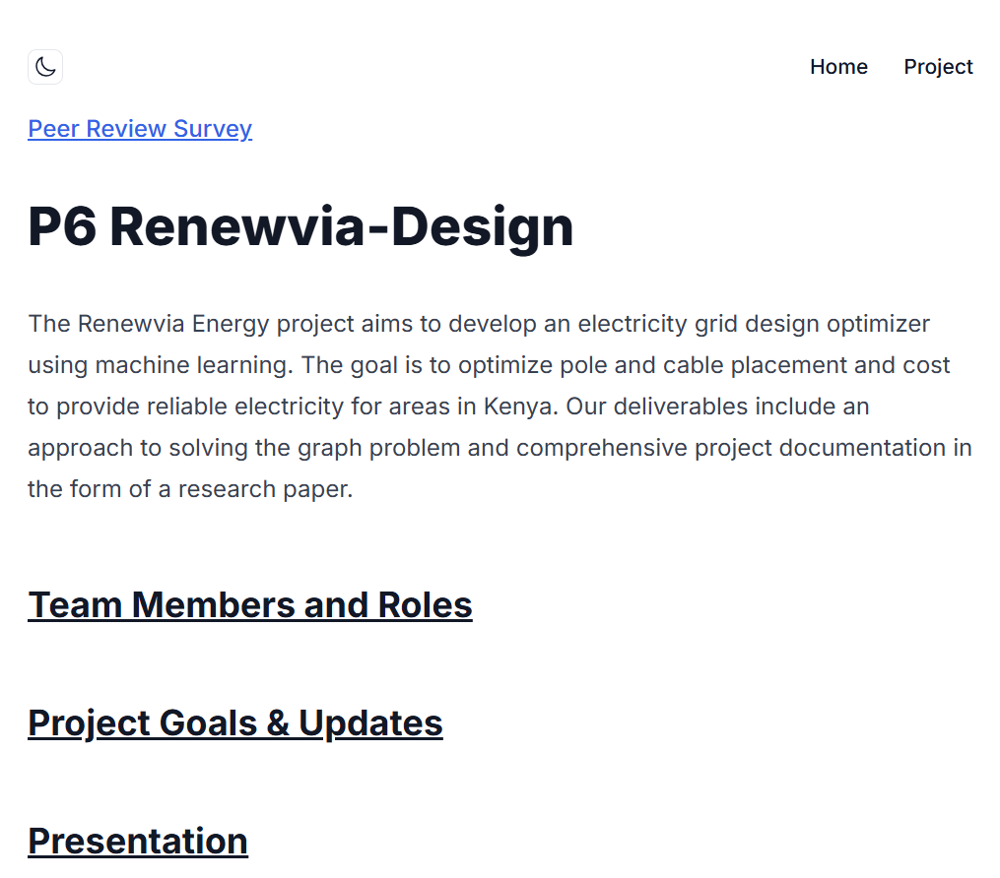 Home Project
Peer Review Survey
P6 Renewvia-Design
The Renewvia Energy project aims to develop an electricity grid design optimizer
using machine learning. The goal is to optimize pole and cable placement and cost
to provide reliable electricity for areas in Kenya. Our deliverables include an
approach to solving the graph problem and comprehensive project documentation in
the form of a research paper.
Team Members and Roles
Project Goals & Updates
Presentation